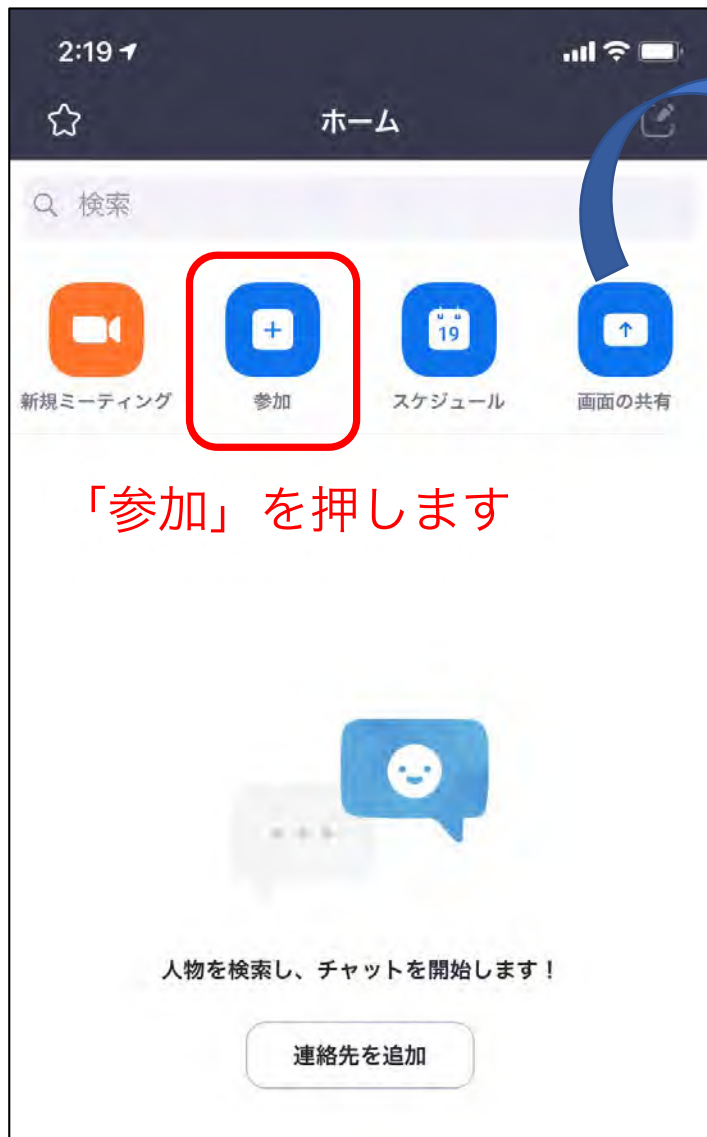 2:19
ホーム
検索
19
新規ミーティング 参加 スケジュール 画面の共有
「参加」を押します
人物を検索し、チャットを開始します！
連絡先を追加